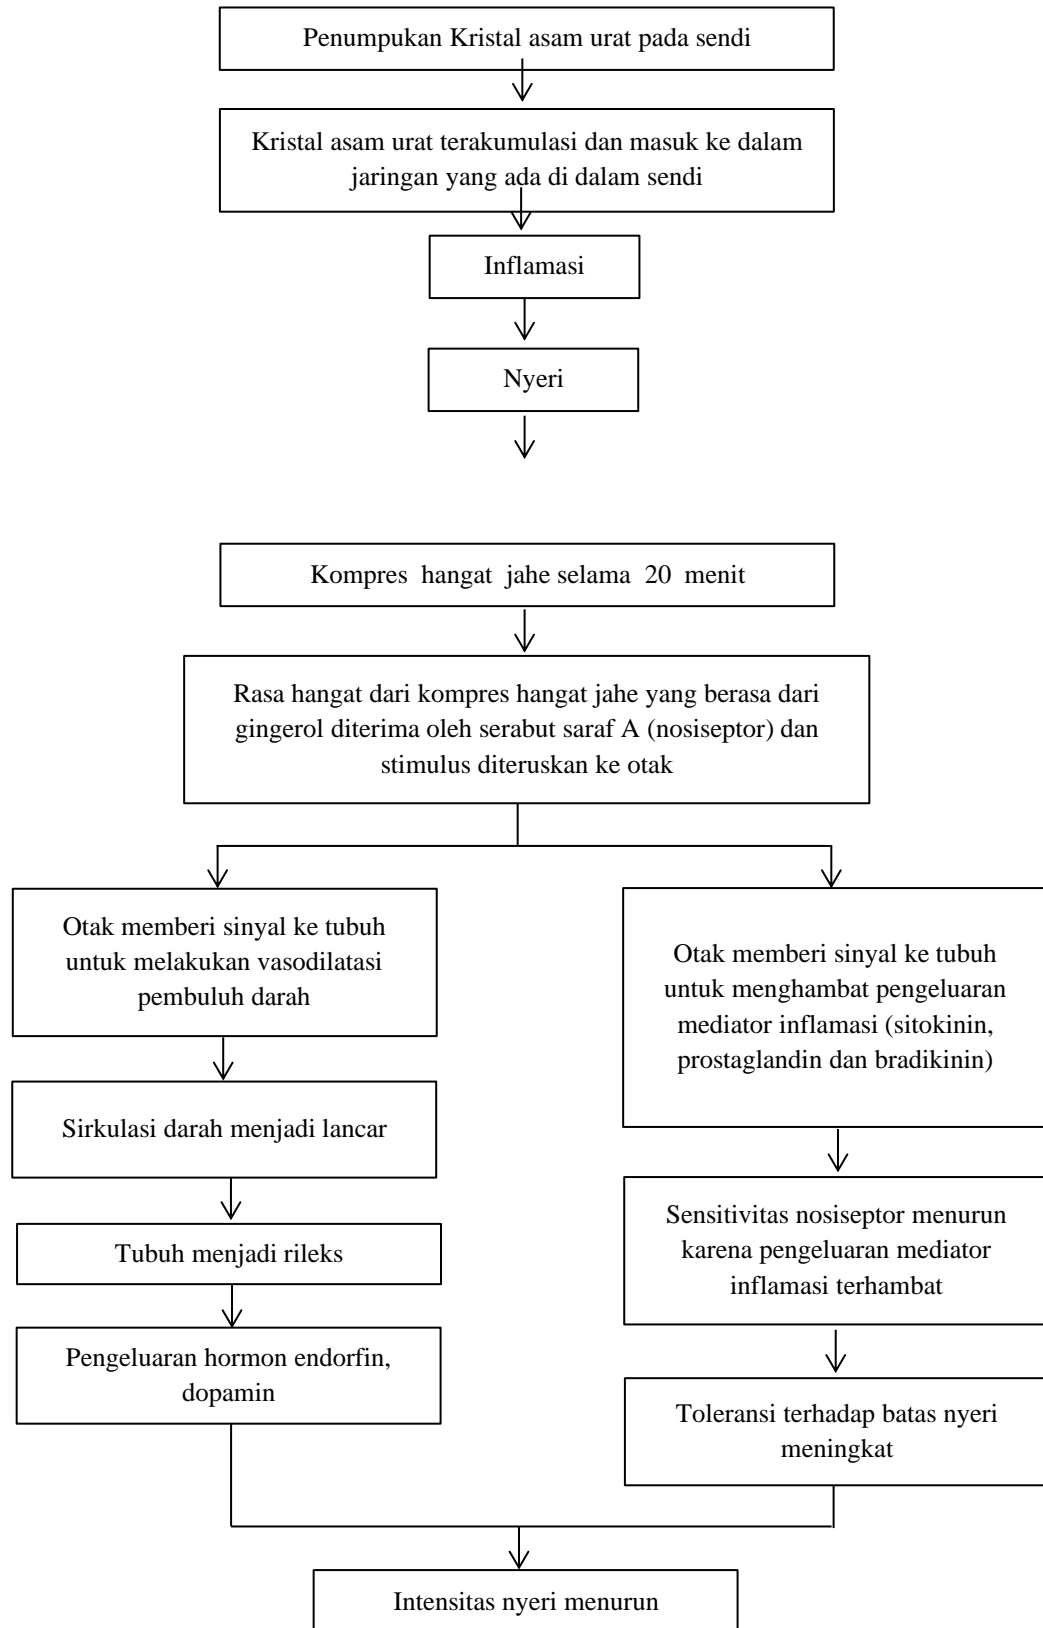 Penumpukan Kristal asam urat pada sendi
Kristal asam urat terakumulasi dan masuk ke dalam
jaringan yang ada di dalam sendi
Inflamasi
Nyeri
Kompres hangat jahe selama 20 menit
Rasa hangat dari kompres hangat jahe yang berasa dari
gingerol diterima oleh serabut saraf A (nosiseptor) dan
stimulus diteruskan ke otak
Otak memberi sinyal ke tubuh
untuk melakukan vasodilatasi
pembuluh darah
Sirkulasi darah menjadi lancar
Tubuh menjadi rileks
Pengeluaran hormon endorfin,
dopamin
Otak memberi sinyal ke tubuh
untuk menghambat pengeluaran
mediator inflamasi (sitokinin,
prostaglandin dan bradikinin)
Sensitivitas nosiseptor menurun
karena pengeluaran mediator
inflamasi terhambat
Toleransi terhadap batas nyeri
meningkat
Intensitas nyeri menurun